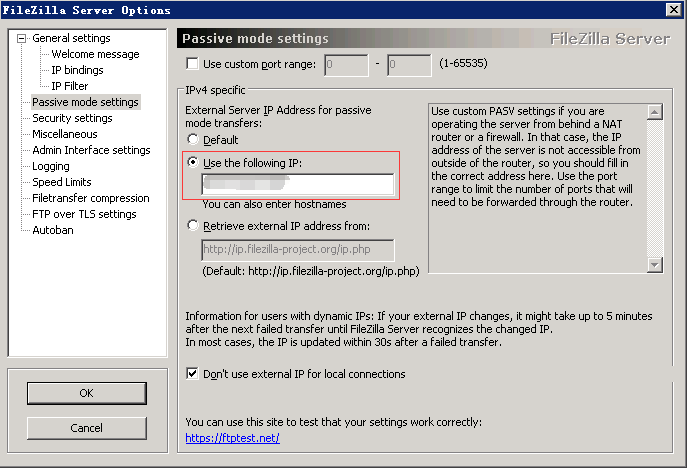 FileZilla Server Options
General settings
Welcome message
IP bindings
IP Filter
Passive mode settings
Security settings
Miscellaneous
Admin Interface settings
Logging
Speed Limits
Filetransfer compression
FTP over TLS settings
Autoban
OK
Cancel
Passive mode settings
FileZilla Server
Use custom port range: 0 - 0 (1-65535)
IPv4 specific
External Server IP Address for passive
mode transfers:
Default
Use the following IP:
You can also enter hostnames
Retrieve external IP address from:
http://ip.filezilla-project.org/ip.php
(Default: http://ip.filezilla-project.org/ip.php)
Use custom PASV settings if you are
operating the server from behind a NAT
router or a firewall. In that case, the IP
address of the server is not accessible from
outside of the router, so you should fill in
the correct address here. Use the port
range to limit the number of ports that will
need to be forwarded through the router.
Information for users with dynamic IPs: If your external IP changes, it might take up to 5 minutes
after the next failed transfer until FileZilla Server recognizes the changed IP.
In most cases, the IP is updated within 30s after a failed transfer.
Don't use external IP for local connections
You can use this site to test that your settings work correctly:
https://ftptest.net/